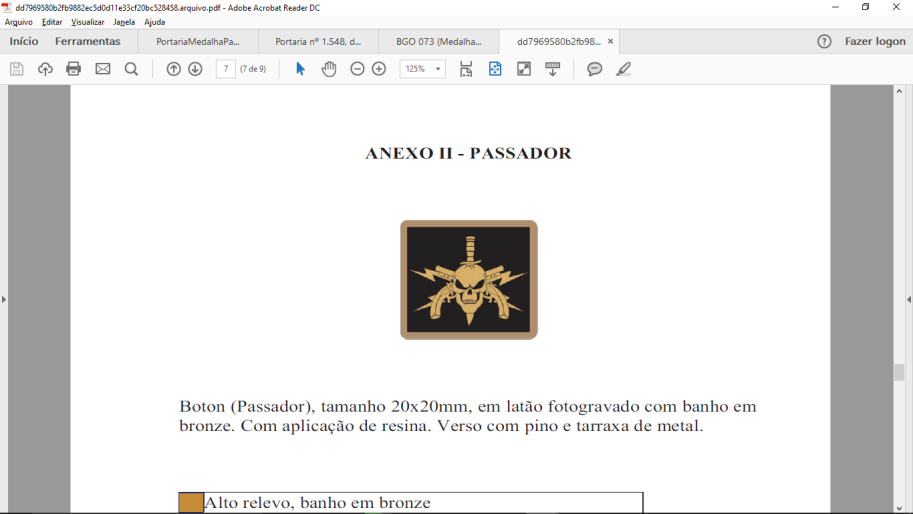 dd7969580b2fb9882ec5d0d11e33cf20bc528458.arquivo.pdf - Adobe Acrobat Reader DC
Arquivo Editar Visualizar Janela Ajuda
Início Ferramentas PortariaMedalhaPa... Portaria nº 1.548, d... BGO 073 (Medalha... dd7969580b2fb98... × Fazer logon
7 (7 de 9) 125%
ANEXO II - PASSADOR
Boton (Passador), tamanho 20x20mm, em latão fotogravado com banho em
bronze. Com aplicação de resina. Verso com pino e tarraxa de metal.
Alto relevo, banho em bronze